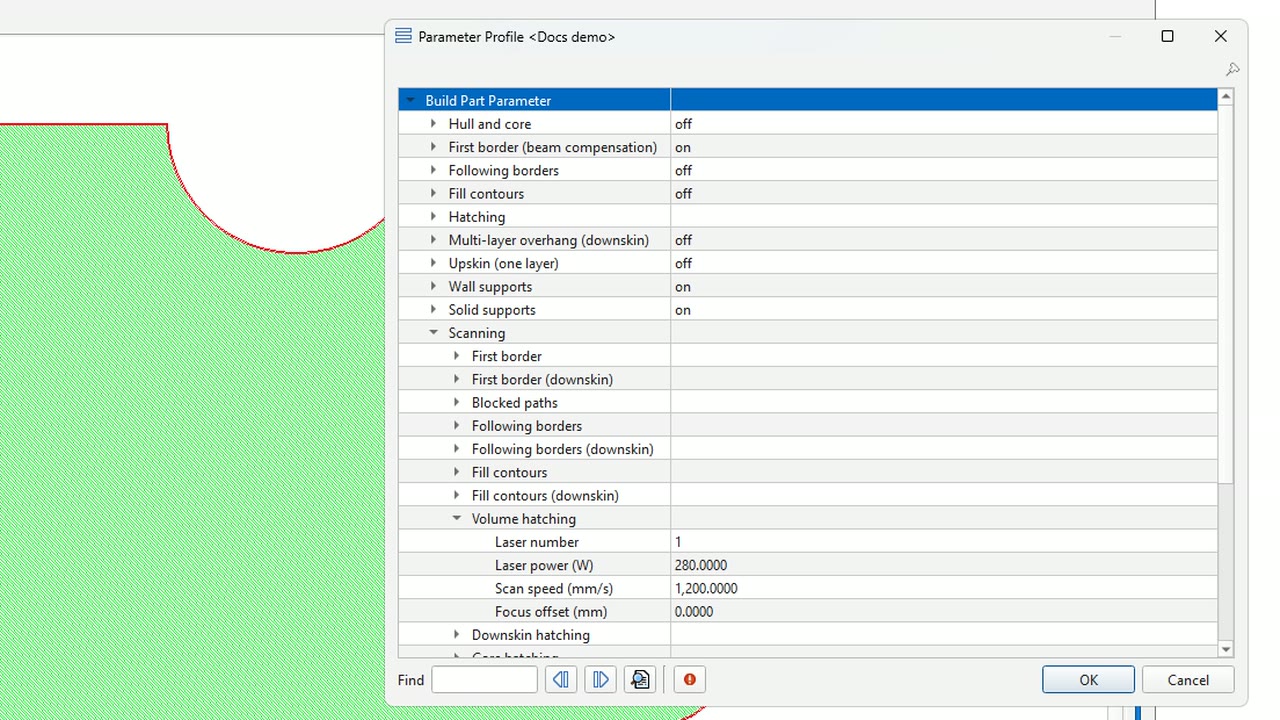 Parameter Profile <Docs demo>
Build Part Parameter
Hull and core off
First border (beam compensation) on
Following borders off
Fill contours off
Hatching
Multi-layer overhang (downskin) off
Upskin (one layer) off
Wall supports on
Solid supports on
Scanning
First border
First border (downskin)
Blocked paths
Following borders
Following borders (downskin)
Fill contours
Fill contours (downskin)
Volume hatching
Laser number 1
Laser power (W) 280.0000
Scan speed (mm/s) 1,200.0000
Focus offset (mm) 0.0000
Downskin hatching
Core hatching
Find OK Cancel